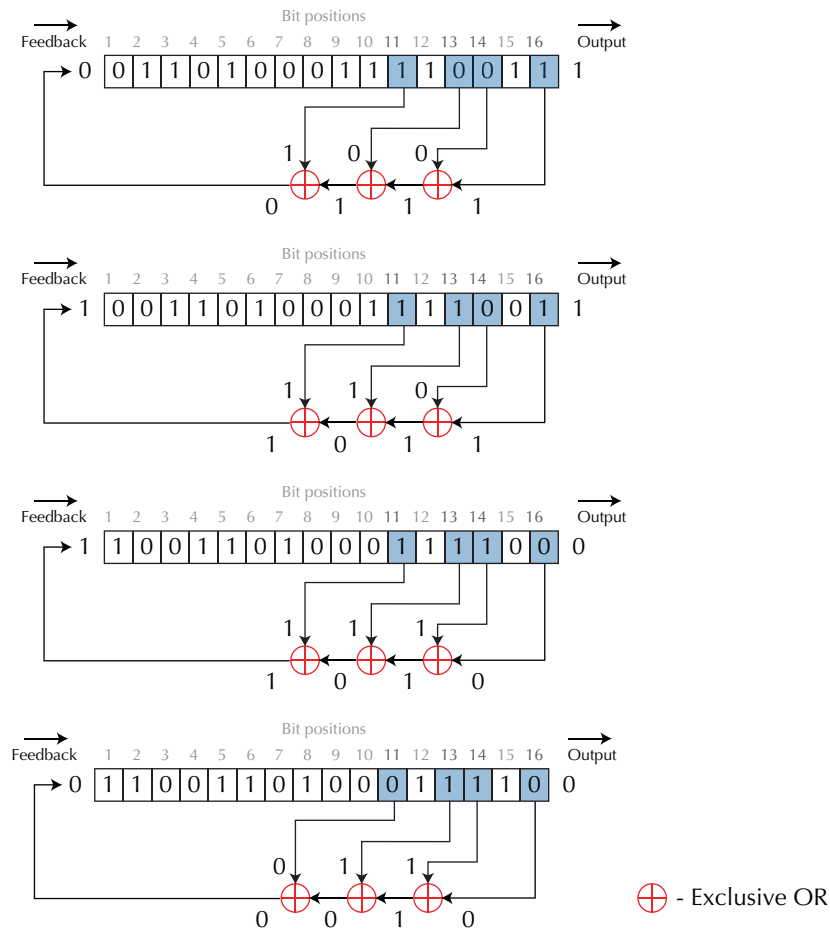 Bit positions
Feedback 1 2 3 4 5 6 7 8 9 10 11 12 13 14 15 16 Output
0 0 1 1 0 1 0 0 0 1 1 1 1 0 0 1 1 1
1 0 0
0 1 1 1
Bit positions
Feedback 1 2 3 4 5 6 7 8 9 10 11 12 13 14 15 16 Output
1 0 0 1 1 0 1 0 0 0 1 1 1 1 0 0 1 1
1 1 0
1 0 1 1
Bit positions
Feedback 1 2 3 4 5 6 7 8 9 10 11 12 13 14 15 16 Output
1 1 0 0 1 1 0 1 0 0 0 1 1 1 1 0 0 0
1 1 1
1 0 1 0
Bit positions
Feedback 1 2 3 4 5 6 7 8 9 10 11 12 13 14 15 16 Output
0 1 1 0 0 1 1 0 1 0 0 0 1 1 1 1 0 0
0 1 1
0 0 1 0
- Exclusive OR